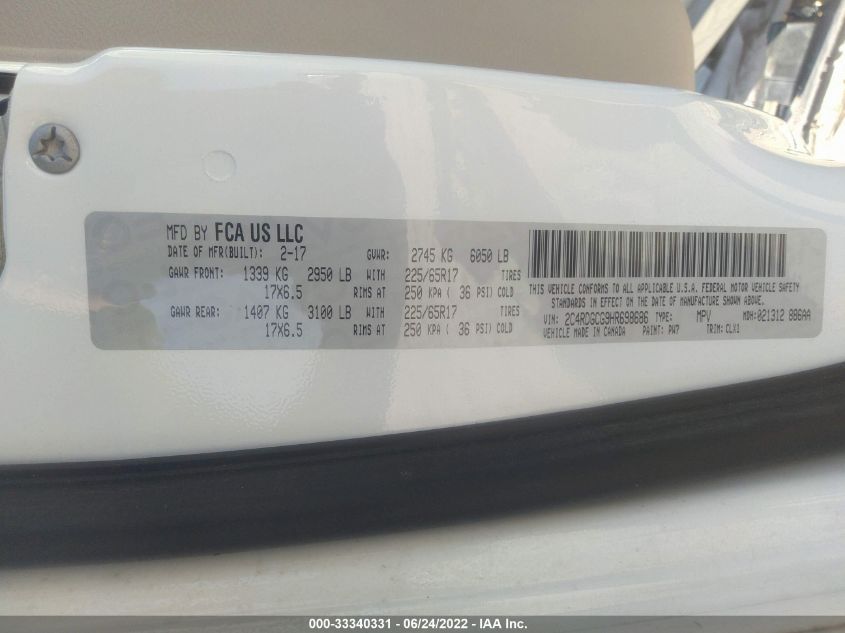 MFD BY FCA US LLC
DATE OF MFR(BUILT): 2-17 GVWR: 2745 KG 6050 LB
GAWR FRONT: 1339 KG 2950 LB WITH 225/65R17 TIRES
17X6.5 RIMS AT 250 KPA ( 36 PSI) COLD
GAWR REAR: 1407 KG 3100 LB WITH 225/65R17 TIRES
17X6.5 RIMS AT 250 KPA ( 36 PSI) COLD
THIS VEHICLE CONFORMS TO ALL APPLICABLE U.S.A. FEDERAL MOTOR VEHICLE SAFETY
STANDARDS IN EFFECT ON THE DATE OF MANUFACTURE SHOWN ABOVE.
VIN: 2C4RDGCG9HR698686 TYPE: MPV MDH:021312 886AA
VEHICLE MADE IN CANADA PAINT: PW7 TRIM: CLX1
000-33340331 - 06/24/2022 - IAA Inc.